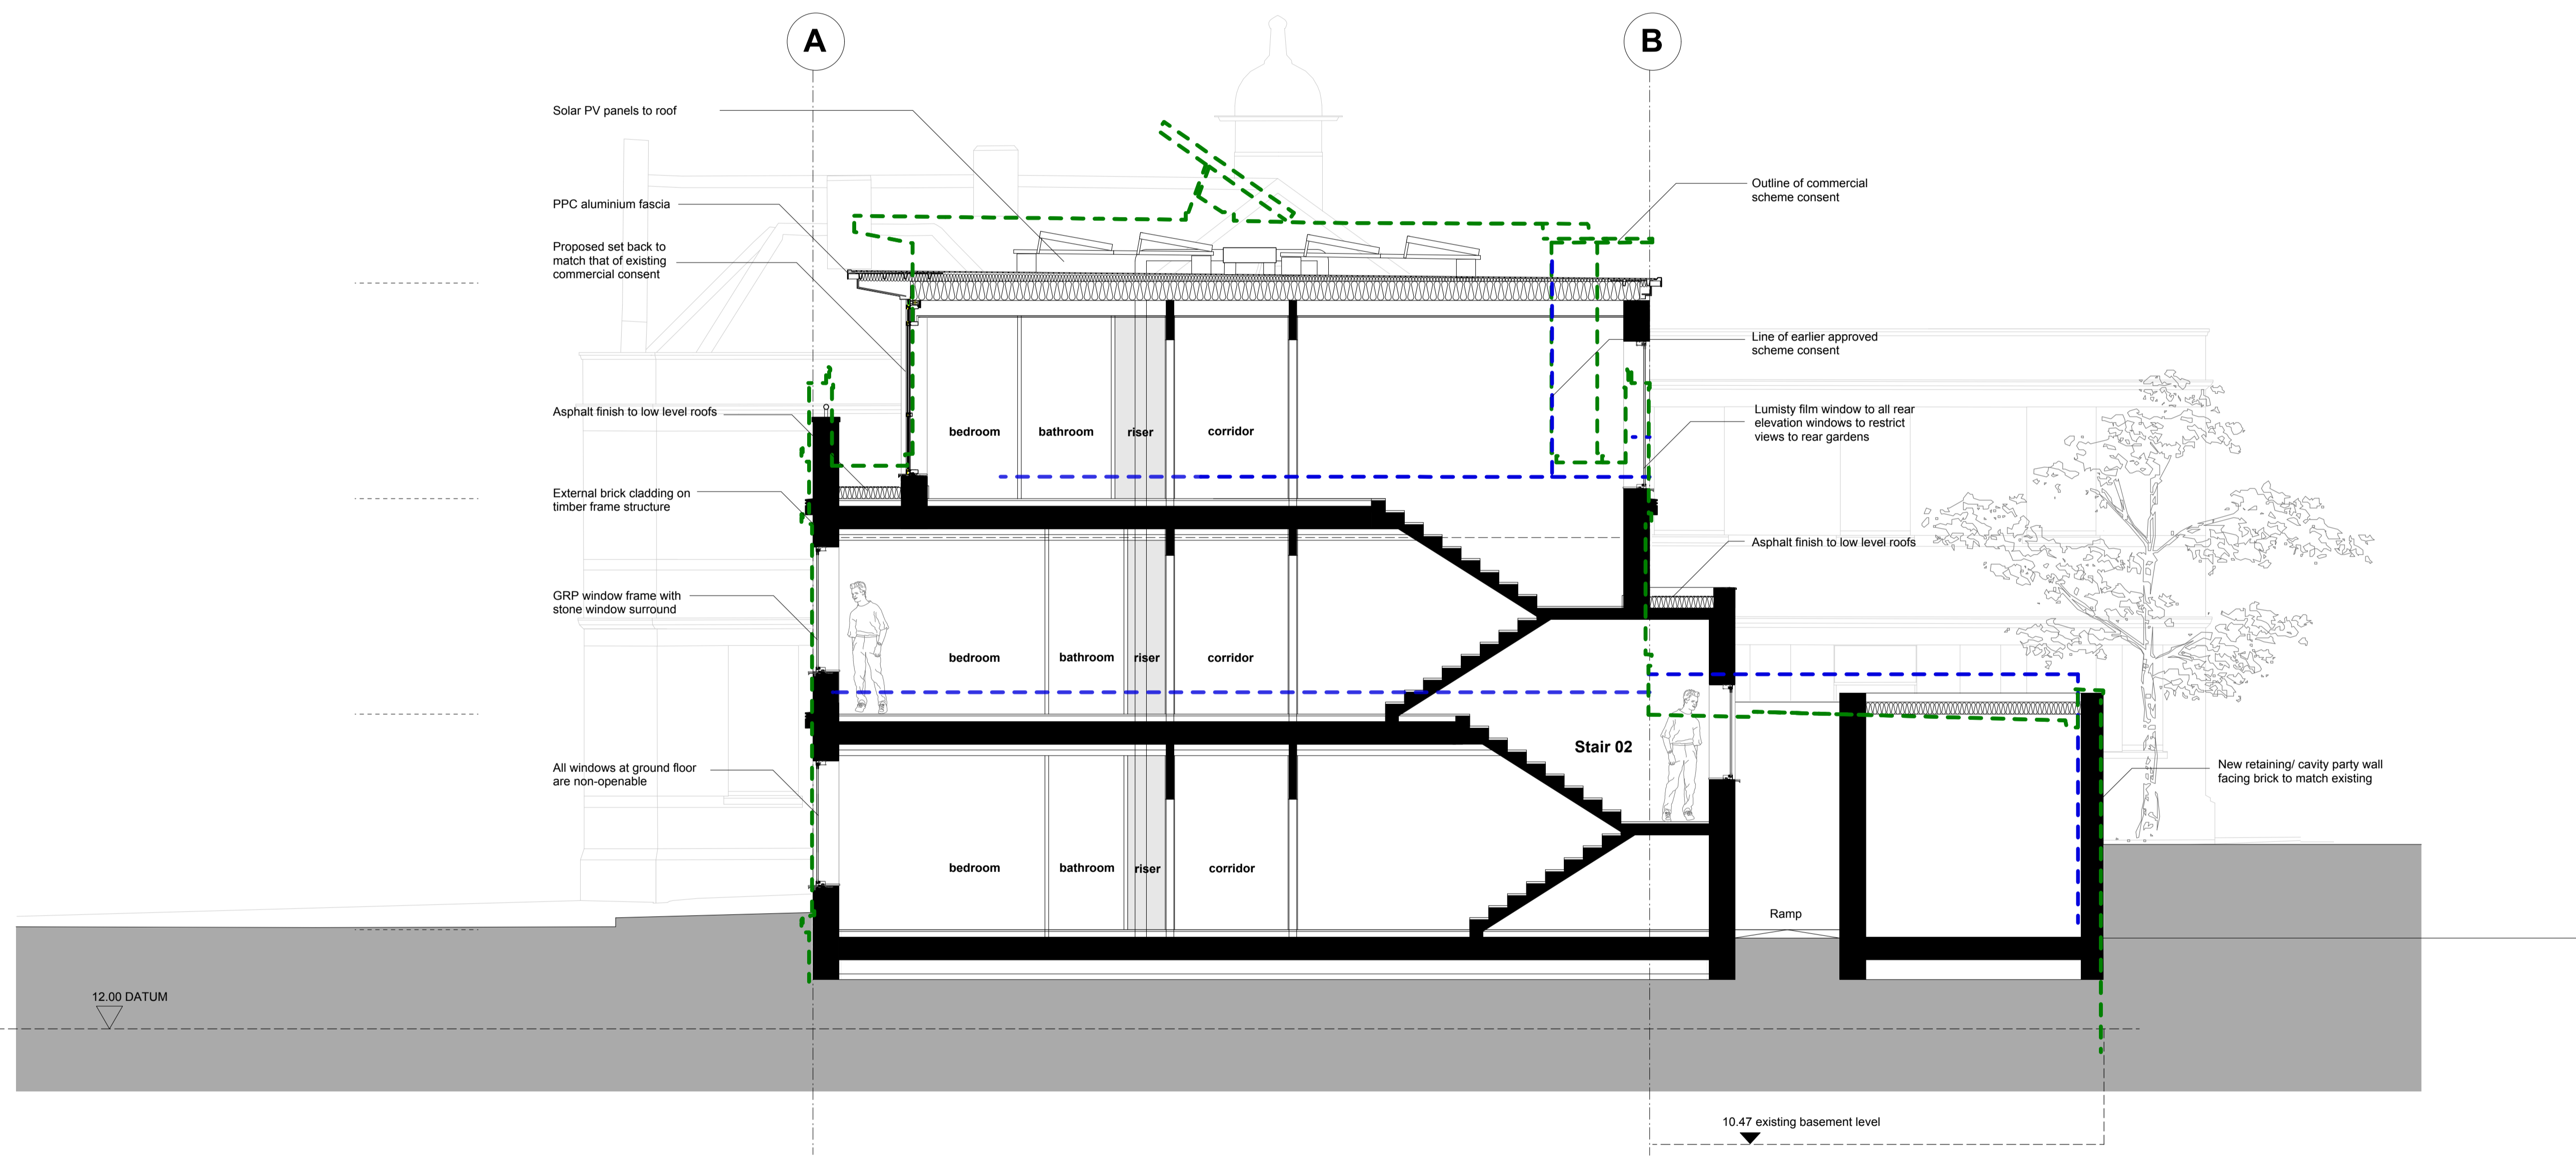 A
B
Solar PV panels to roof
Outline of commercial
scheme consent
PPC aluminium fascia
Proposed set back to
match that of existing
commercial consent
Line of earlier approved
scheme consent
Asphalt finish to low level roofs
Lumisty film window to all rear
elevation windows to restrict
views to rear gardens
bedroom
bathroom
riser
corridor
External brick cladding on
timber frame structure
Asphalt finish to low level roofs
GRP window frame with
stone window surround
bedroom
bathroom
riser
corridor
Stair 02
All windows at ground floor
are non-openable
New retaining/ cavity party wall
facing brick to match existing
bedroom
bathroom
riser
corridor
Ramp
12.00 DATUM
10.47 existing basement level